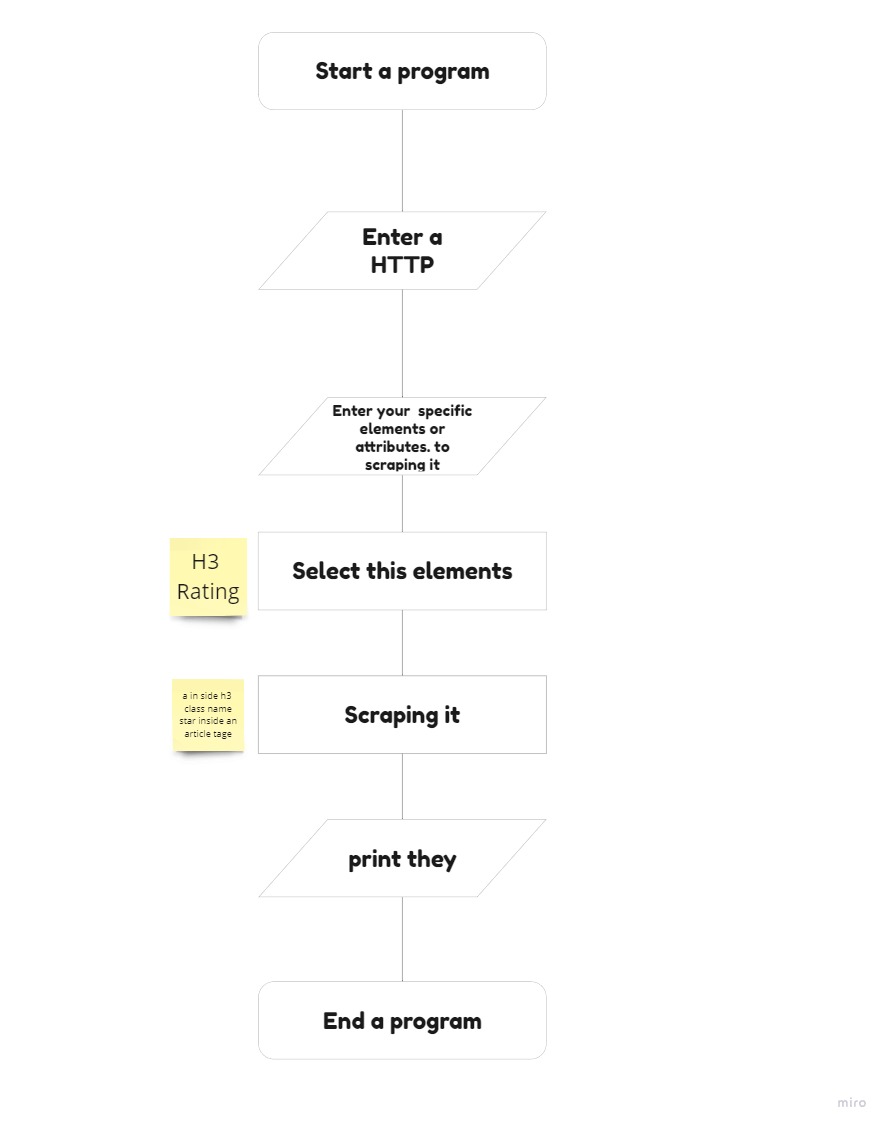 Start a program
Enter a
HTTP
Enter your  specific
elements or
attributes. to
scraping it
H3
Rating
Select this elements
a in side h3
class name
star inside an
article tage
Scraping it
print they
End a program
miro